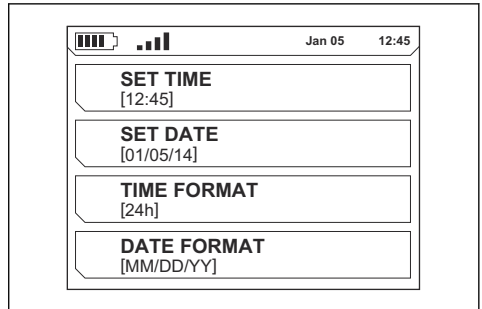 Jan 05 12:45
SET TIME
[12:45]
SET DATE
[01/05/14]
TIME FORMAT
[24h]
DATE FORMAT
[MM/DD/YY]